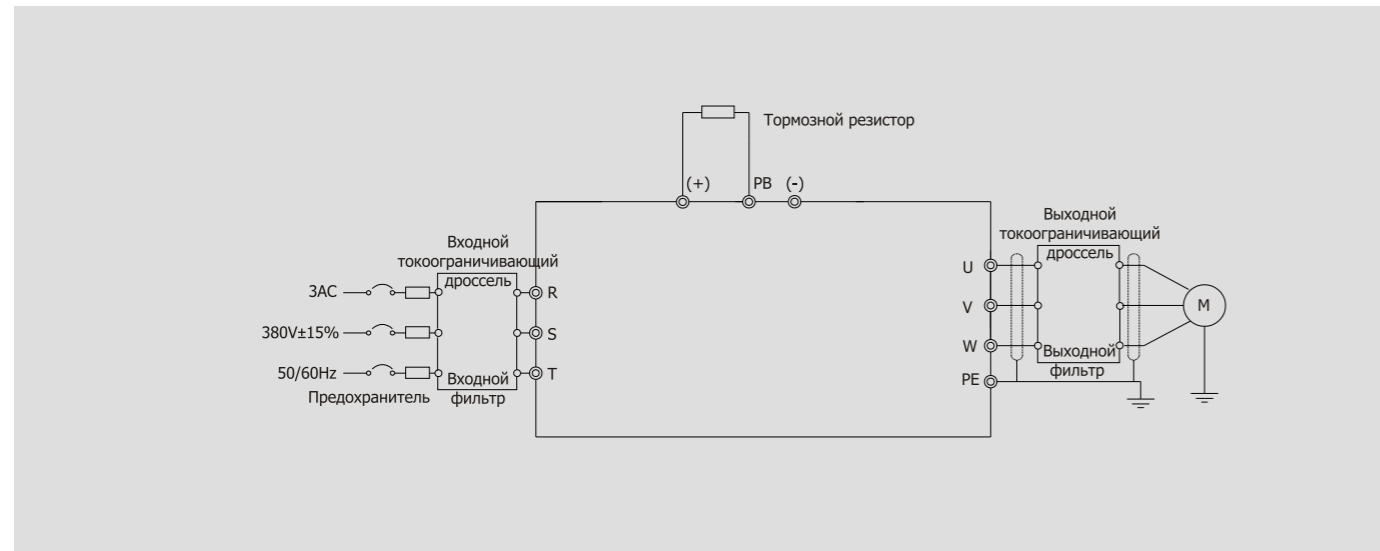 Тормозной резистор
(+)
PB
(-)
Входной
токоограничивающий
дроссель
3AC
R
380V±15%
S
50/60Hz
T
Предохранитель
Входной
фильтр
Выходной
токоограничивающий
дроссель
U
V
M
W
Выходной
фильтр
PE